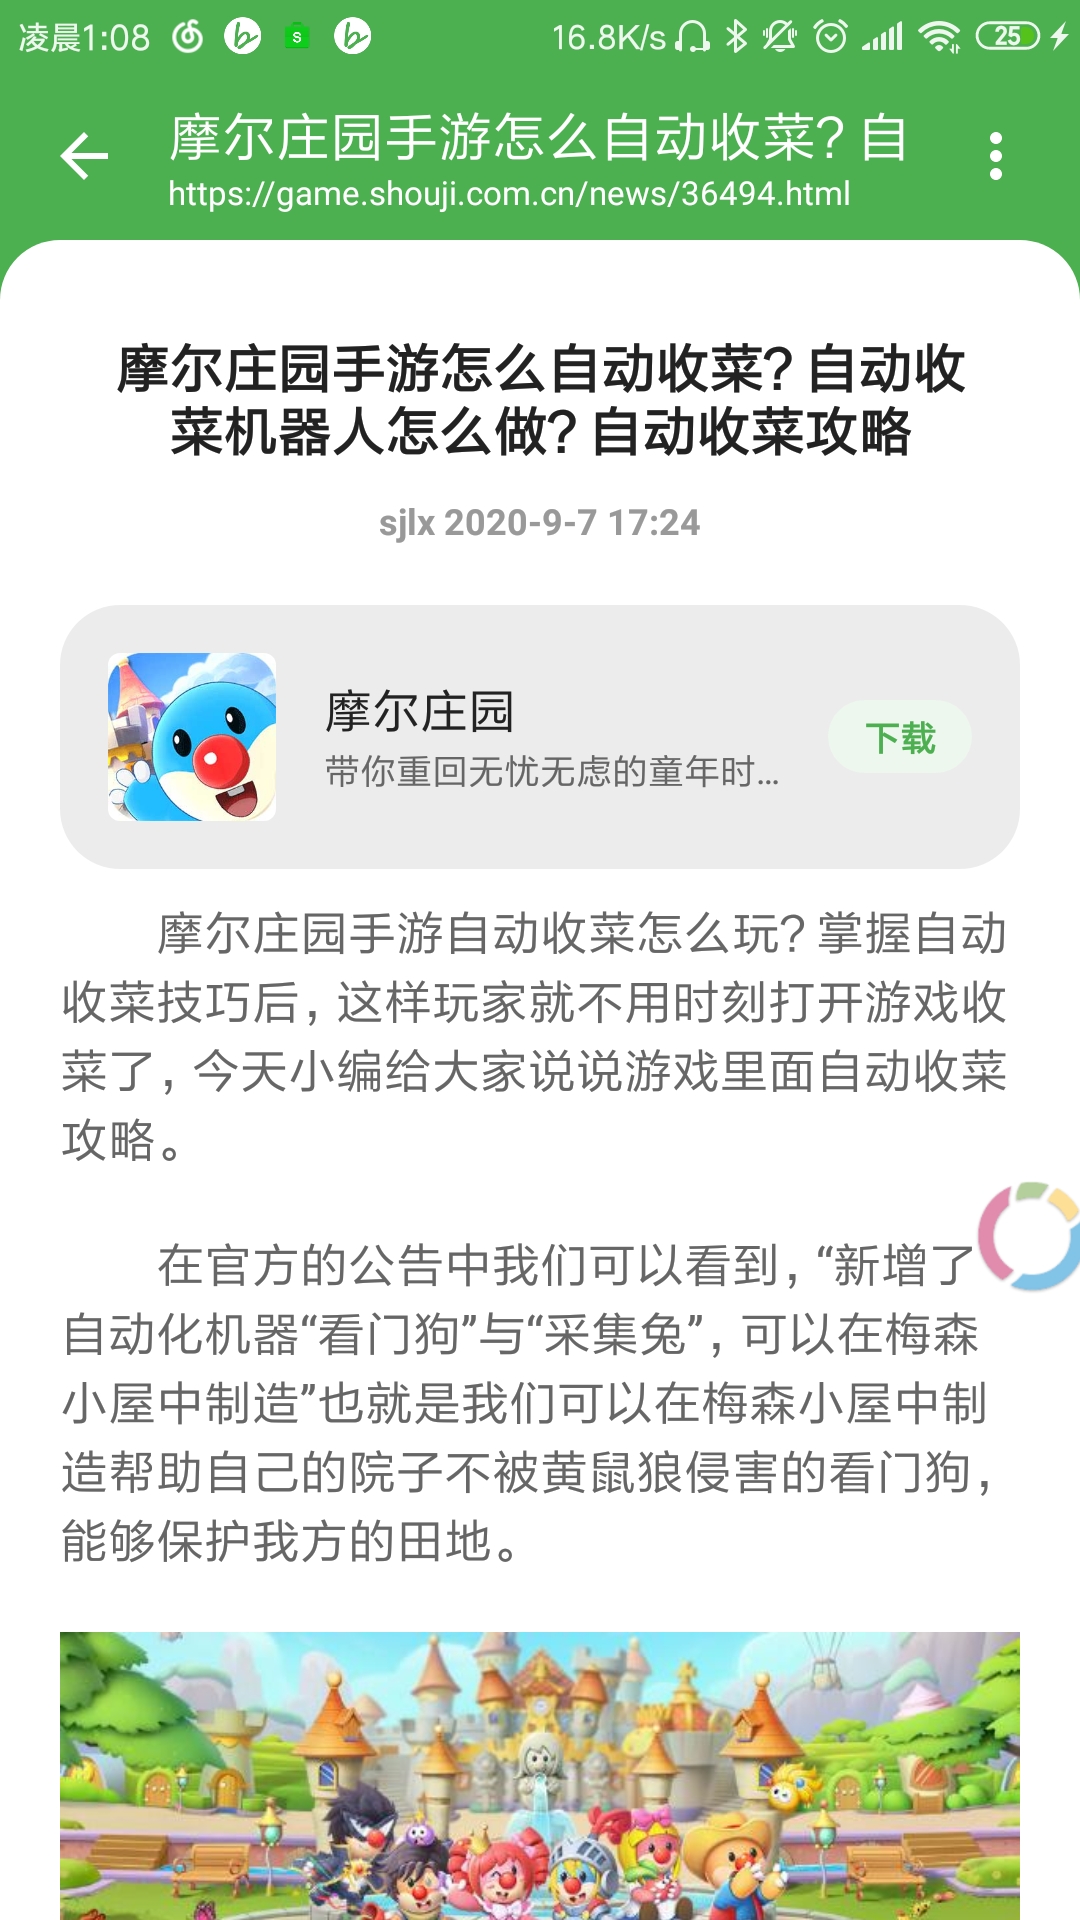 凌晨1:08
16.8K/s
25
摩尔庄园手游怎么自动收菜? 自
https://game.shouji.com.cn/news/36494.html
摩尔庄园手游怎么自动收菜? 自动收
菜机器人怎么做? 自动收菜攻略
sjlx 2020-9-7 17:24
摩尔庄园
带你重回无忧无虑的童年时...
下载
摩尔庄园手游自动收菜怎么玩? 掌握自动
收菜技巧后, 这样玩家就不用时刻打开游戏收
菜了, 今天小编给大家说说游戏里面自动收菜
攻略。
在官方的公告中我们可以看到, “新增了
自动化机器“看门狗”与“采集兔”, 可以在梅森
小屋中制造”也就是我们可以在梅森小屋中制
造帮助自己的院子不被黄鼠狼侵害的看门狗,
能够保护我方的田地。